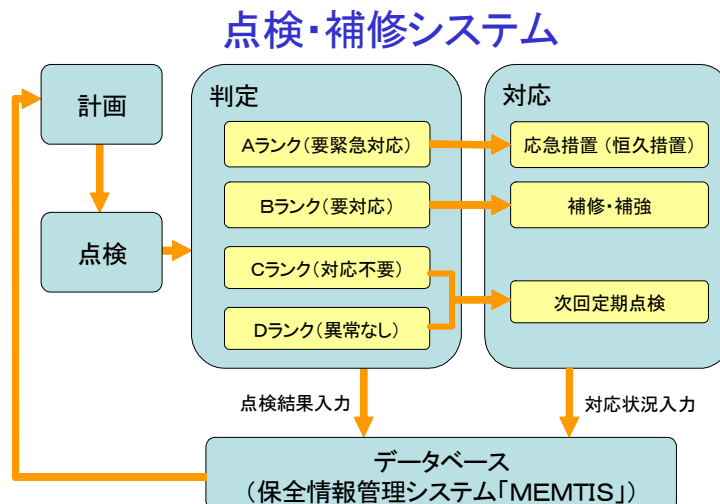 点検・補修システム
計画
点検
判定
Aランク(要緊急対応)
Bランク(要対応)
Cランク(対応不要)
Dランク(異常なし)
対応
応急措置(恒久措置)
補修・補強
次回定期点検
点検結果入力
対応状況入力
データベース
(保全情報管理システム「MEMTIS」)